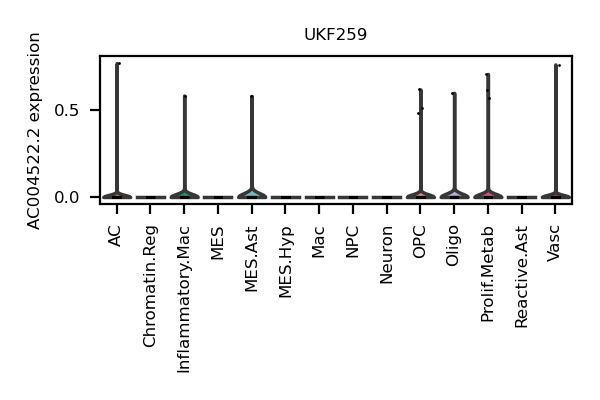 UKF259
AC004522.2 expression
0.5
0.0
AC
Chromatin.Reg
Inflammatory.Mac
MES
MES.Ast
MES.Hyp
Mac
NPC
Neuron
OPC
Oligo
Prolif.Metab
Reactive.Ast
Vasc